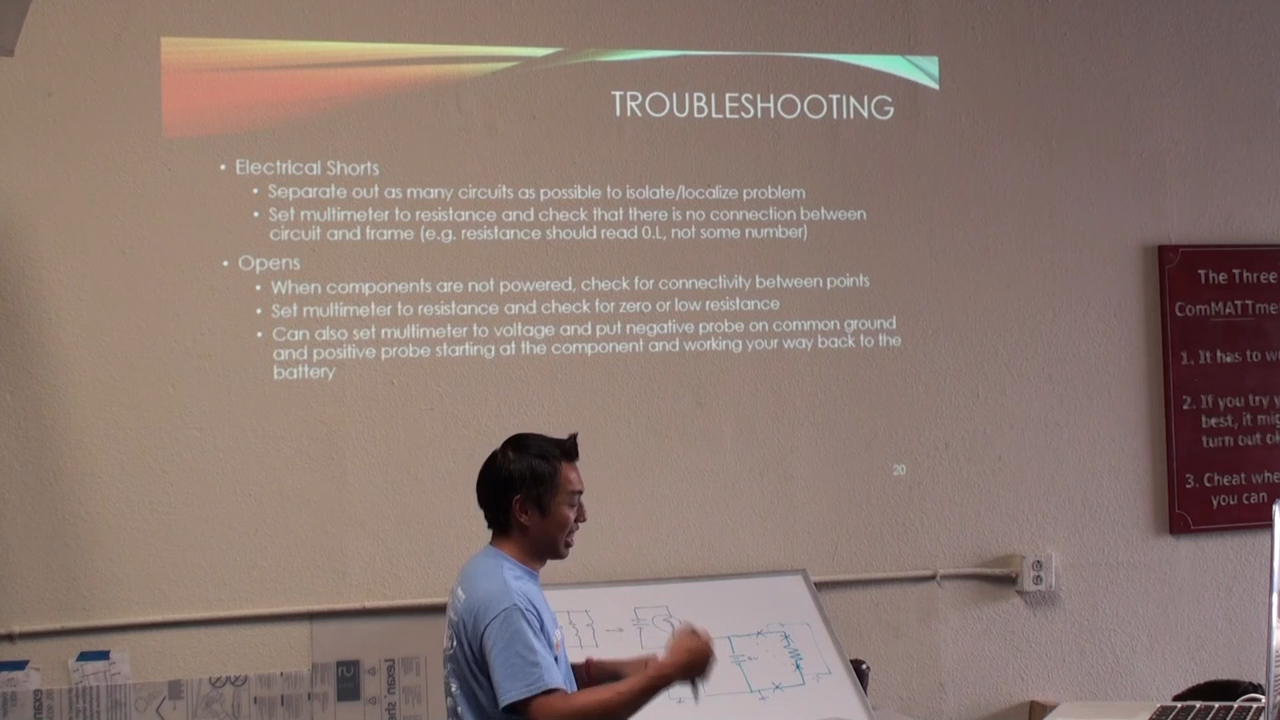 TROUBLESHOOTING
• Electrical Shorts
• Separate out as many circuits as possible to isolate/localize problem
• Set multimeter to resistance and check that there is no connection between
circuit and frame (e.g. resistance should read 0.L, not some number)
• Opens
• When components are not powered, check for connectivity between points
• Set multimeter to resistance and check for zero or low resistance
• Can also set multimeter to voltage and put negative probe on common ground
and positive probe starting at the component and working your way back to the
battery
20
The Three
ComMATTme
1. It has to w
2. If you try y
best, it mig
turn out o
3. Cheat whe
you can
51
Lexan